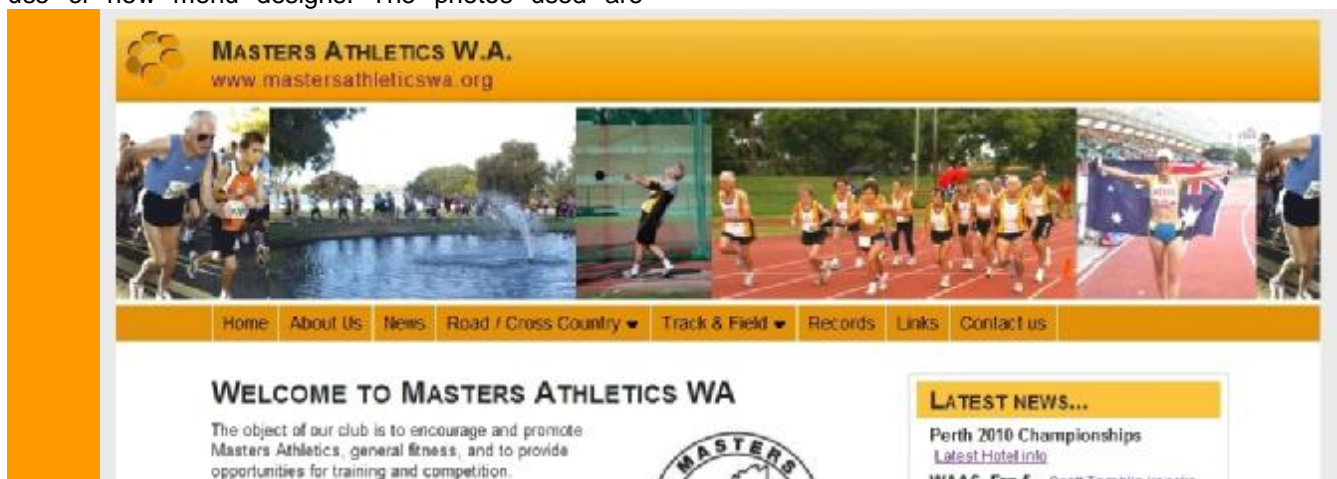 use of new menu designs. The photos used are
MASTERS ATHLETICS W.A.
www.mastersathleticswa.org
Home About Us News Road / Cross Country Track & Field Records Links Contact us
WELCOME TO MASTERS ATHLETICS WA
The object of our club is to encourage and promote
Masters Athletics, general fitness, and to provide
opportunities for training and competition.
MASTERS
LATEST NEWS...
Perth 2010 Championships
Latest Hotel info